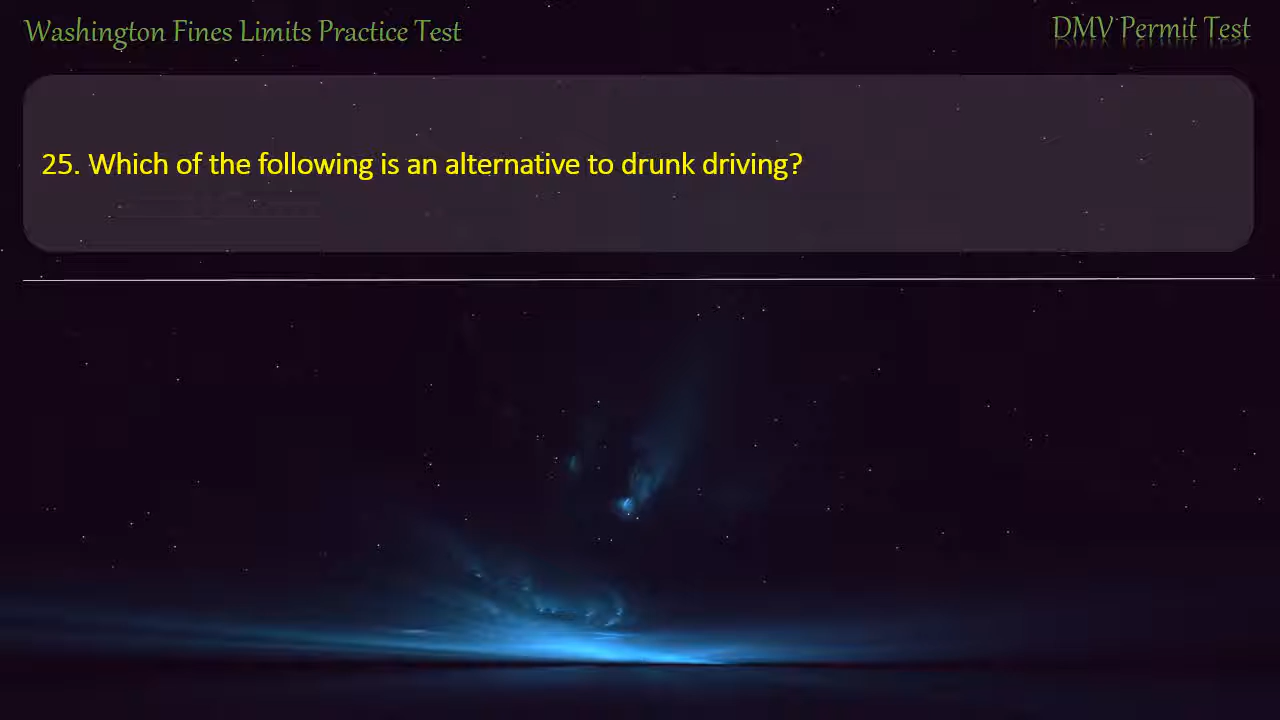 Washington Fines Limits Practice Test
DMV Permit Test
25. Which of the following is an alternative to drunk driving?